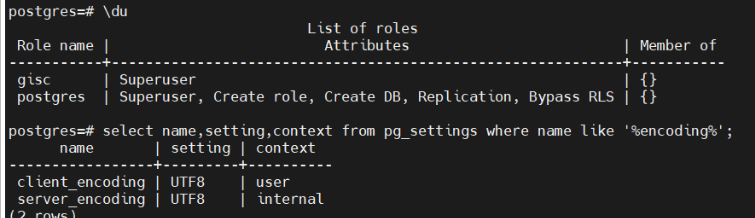 postgres=# \du
List of roles
Role name | Attributes | Member of
-----------+------------------------------------------------------------+-----------
gisc | Superuser | {}
postgres | Superuser, Create role, Create DB, Replication, Bypass RLS | {}
postgres=# select name,setting,context from pg_settings where name like '%encoding%';
name | setting | context
-----------------+---------+----------
client_encoding | UTF8 | user
server_encoding | UTF8 | internal
(2 rows)